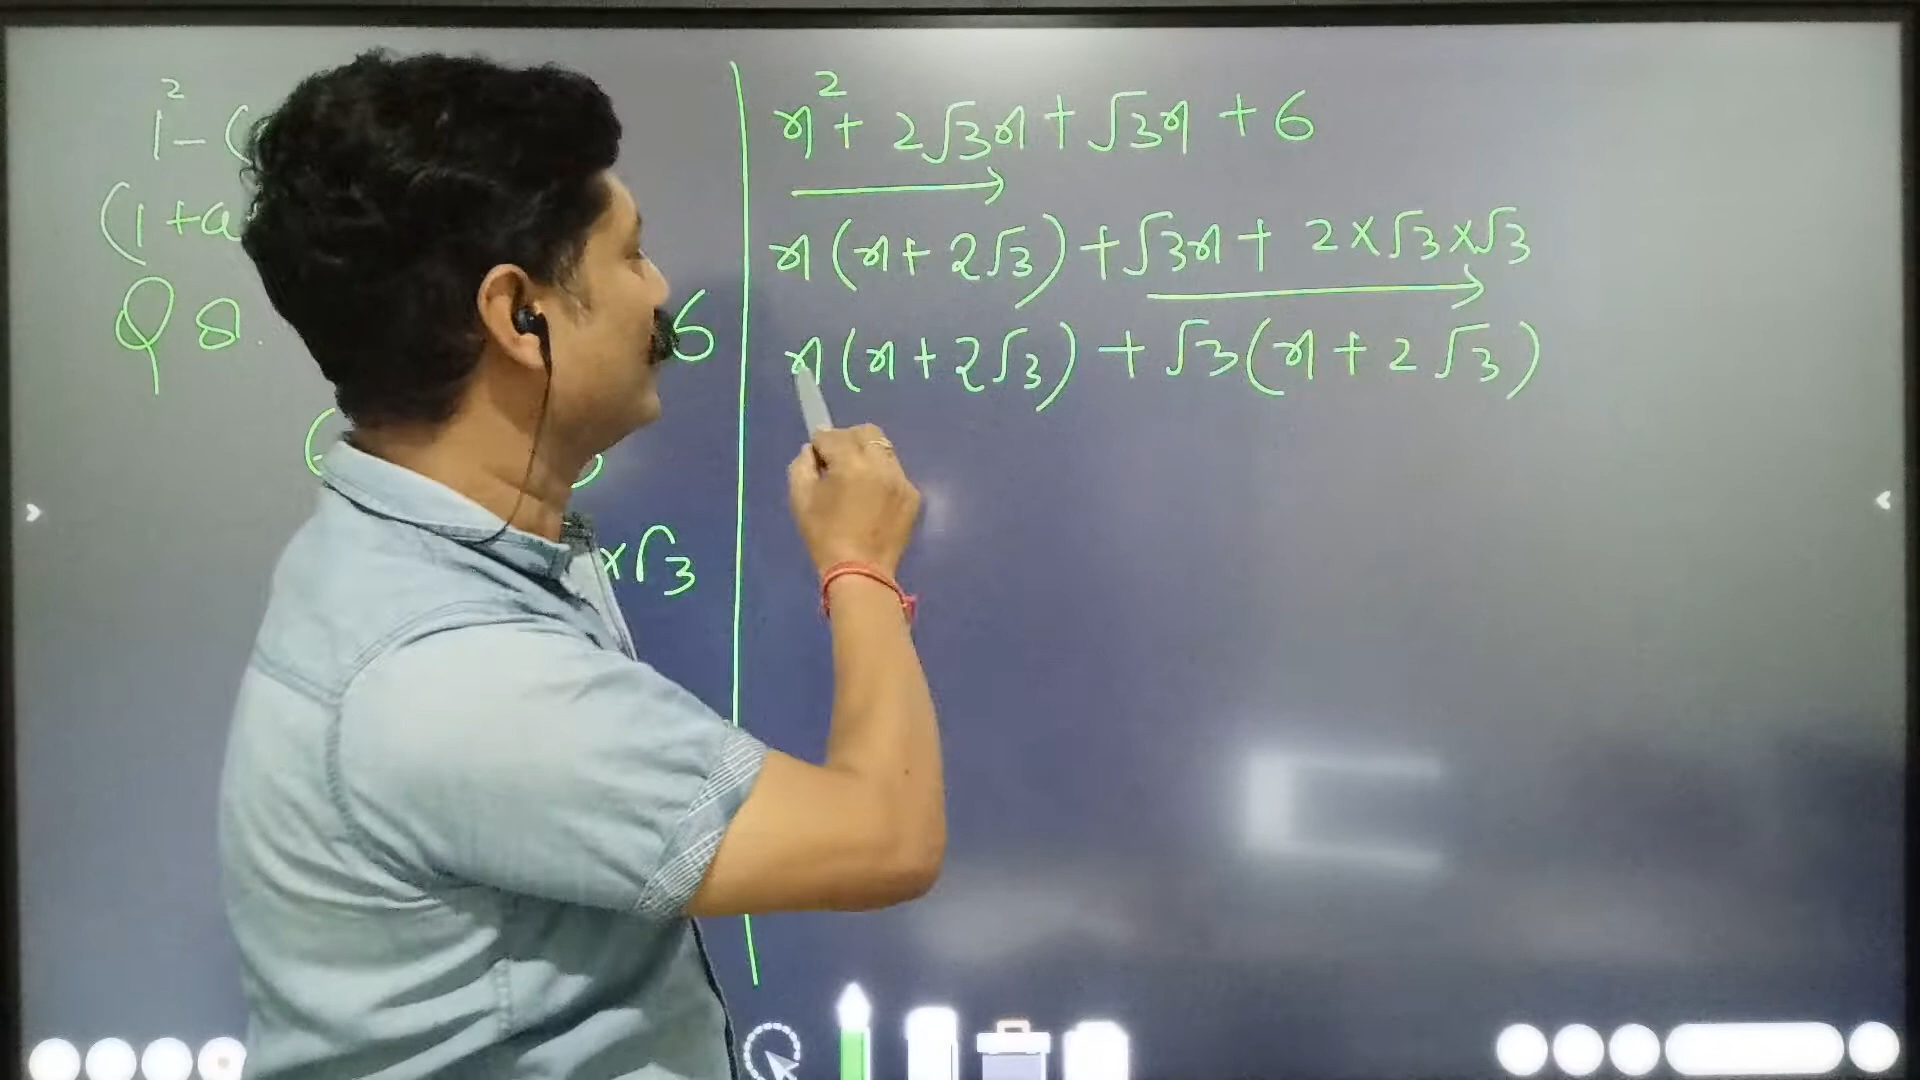 1² - (
(1 + a
Q 8.
6
(
× √3
x² + 2√3x + √3x + 6
x (x + 2√3) + √3x + 2×√3×√3
x (x + 2√3) + √3 (x + 2√3)